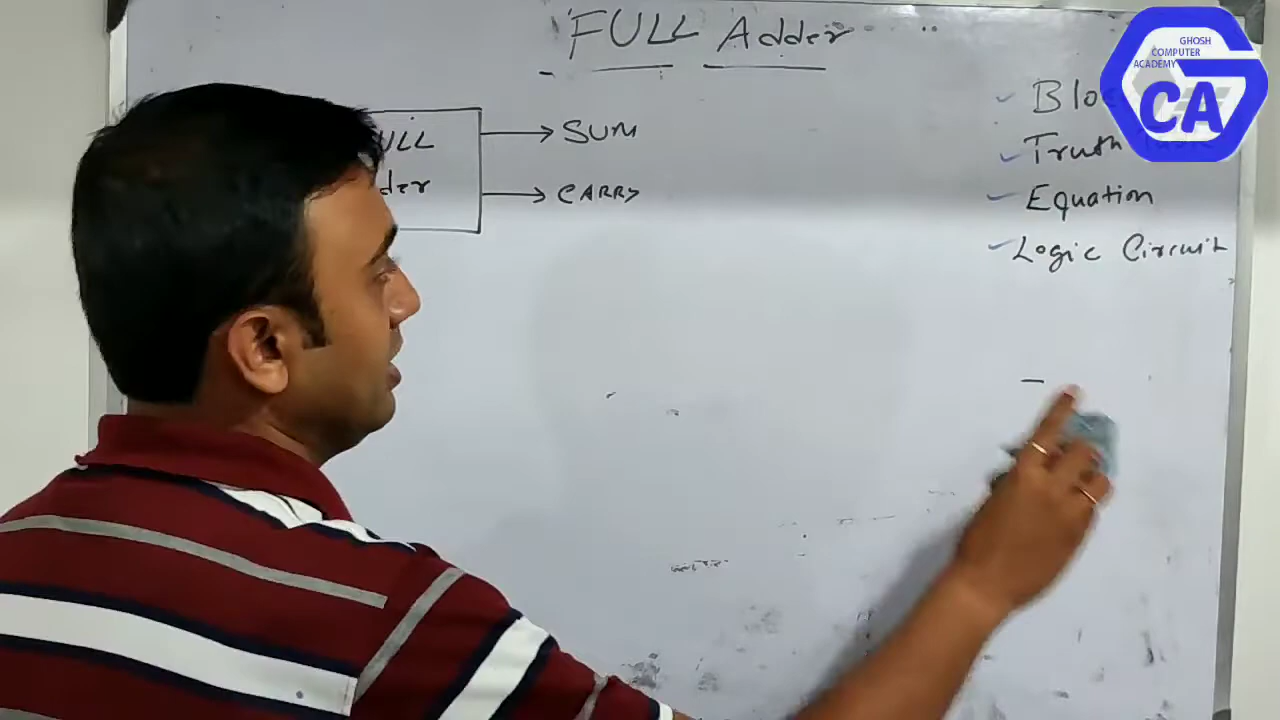 FULL Adder
GHOSH
COMPUTER
ACADEMY
CA
SUM
CARRY
Truth
Equation
Logic Circuit